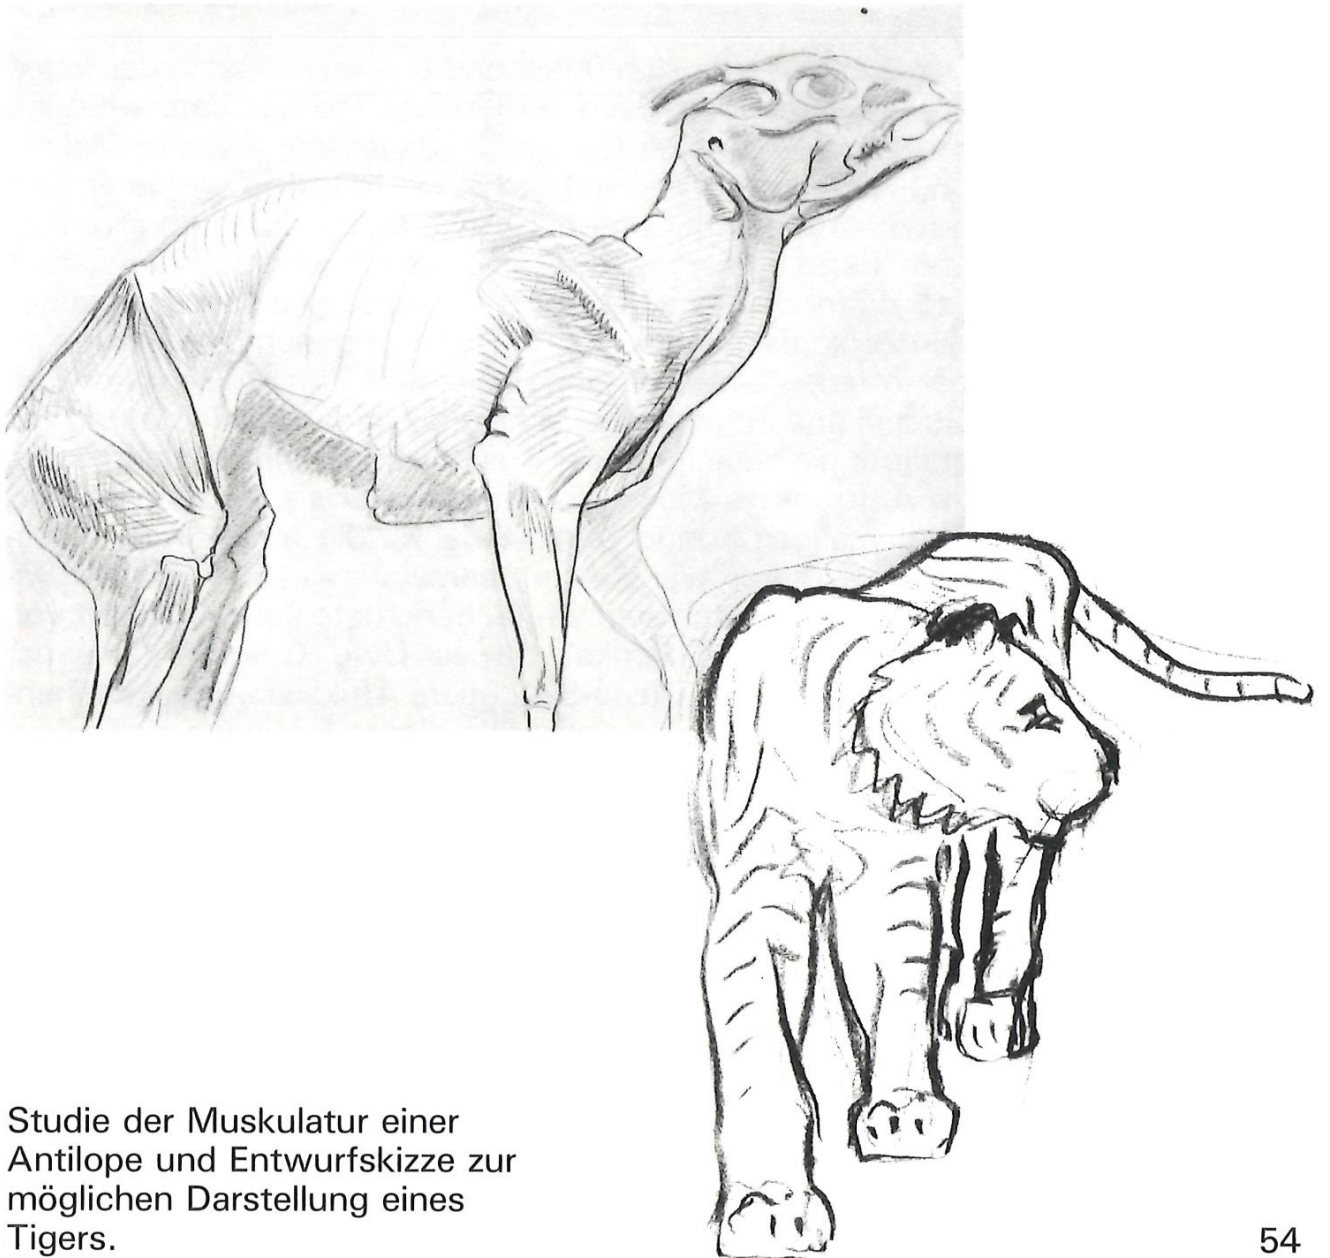 Studie der Muskulatur einer
Antilope und Entwurfskizze zur
möglichen Darstellung eines
Tigers.
54